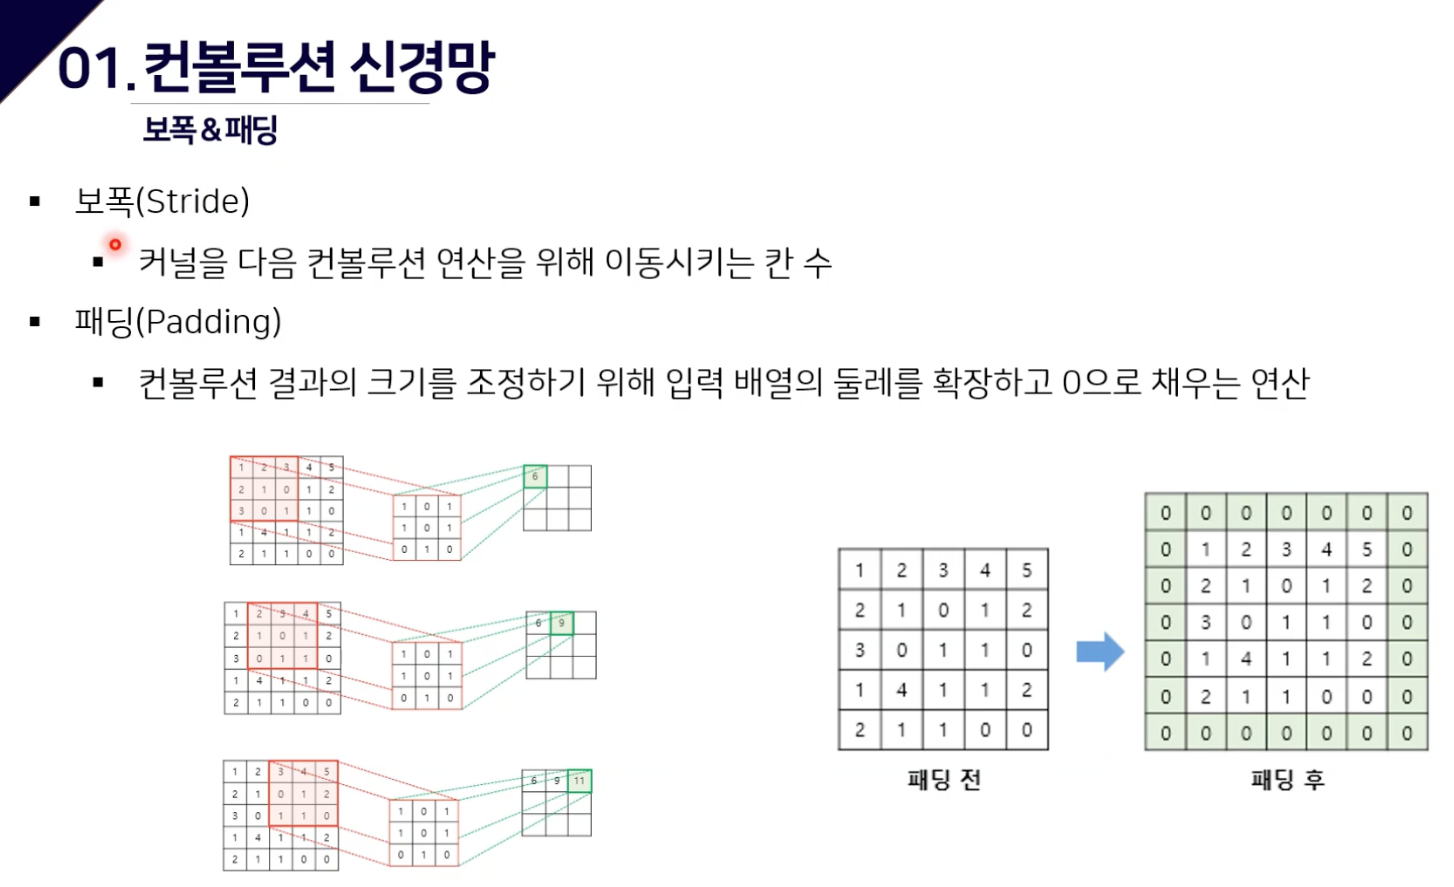 01. 컨볼루션 신경망
보폭 & 패딩
▪ 보폭(Stride)
▪ 커널을 다음 컨볼루션 연산을 위해 이동시키는 칸 수
▪ 패딩(Padding)
▪ 컨볼루션 결과의 크기를 조정하기 위해 입력 배열의 둘레를 확장하고 0으로 채우는 연산
1 2 3 4 5
2 1 0 1 2
3 0 1 1 0
1 4 1 1 2
2 1 1 0 0
1 0 1
1 0 1
0 1 0
6
1 2 3 4 5
2 1 0 1 2
3 0 1 1 0
1 4 1 1 2
2 1 1 0 0
1 0 1
1 0 1
0 1 0
6 9
1 2 3 4 5
2 1 0 1 2
3 0 1 1 0
1 4 1 1 2
2 1 1 0 0
1 0 1
1 0 1
0 1 0
6 9 11
1 2 3 4 5
2 1 0 1 2
3 0 1 1 0
1 4 1 1 2
2 1 1 0 0
패딩 전
0 0 0 0 0 0 0
0 1 2 3 4 5 0
0 2 1 0 1 2 0
0 3 0 1 1 0 0
0 1 4 1 1 2 0
0 2 1 1 0 0 0
0 0 0 0 0 0 0
패딩 후